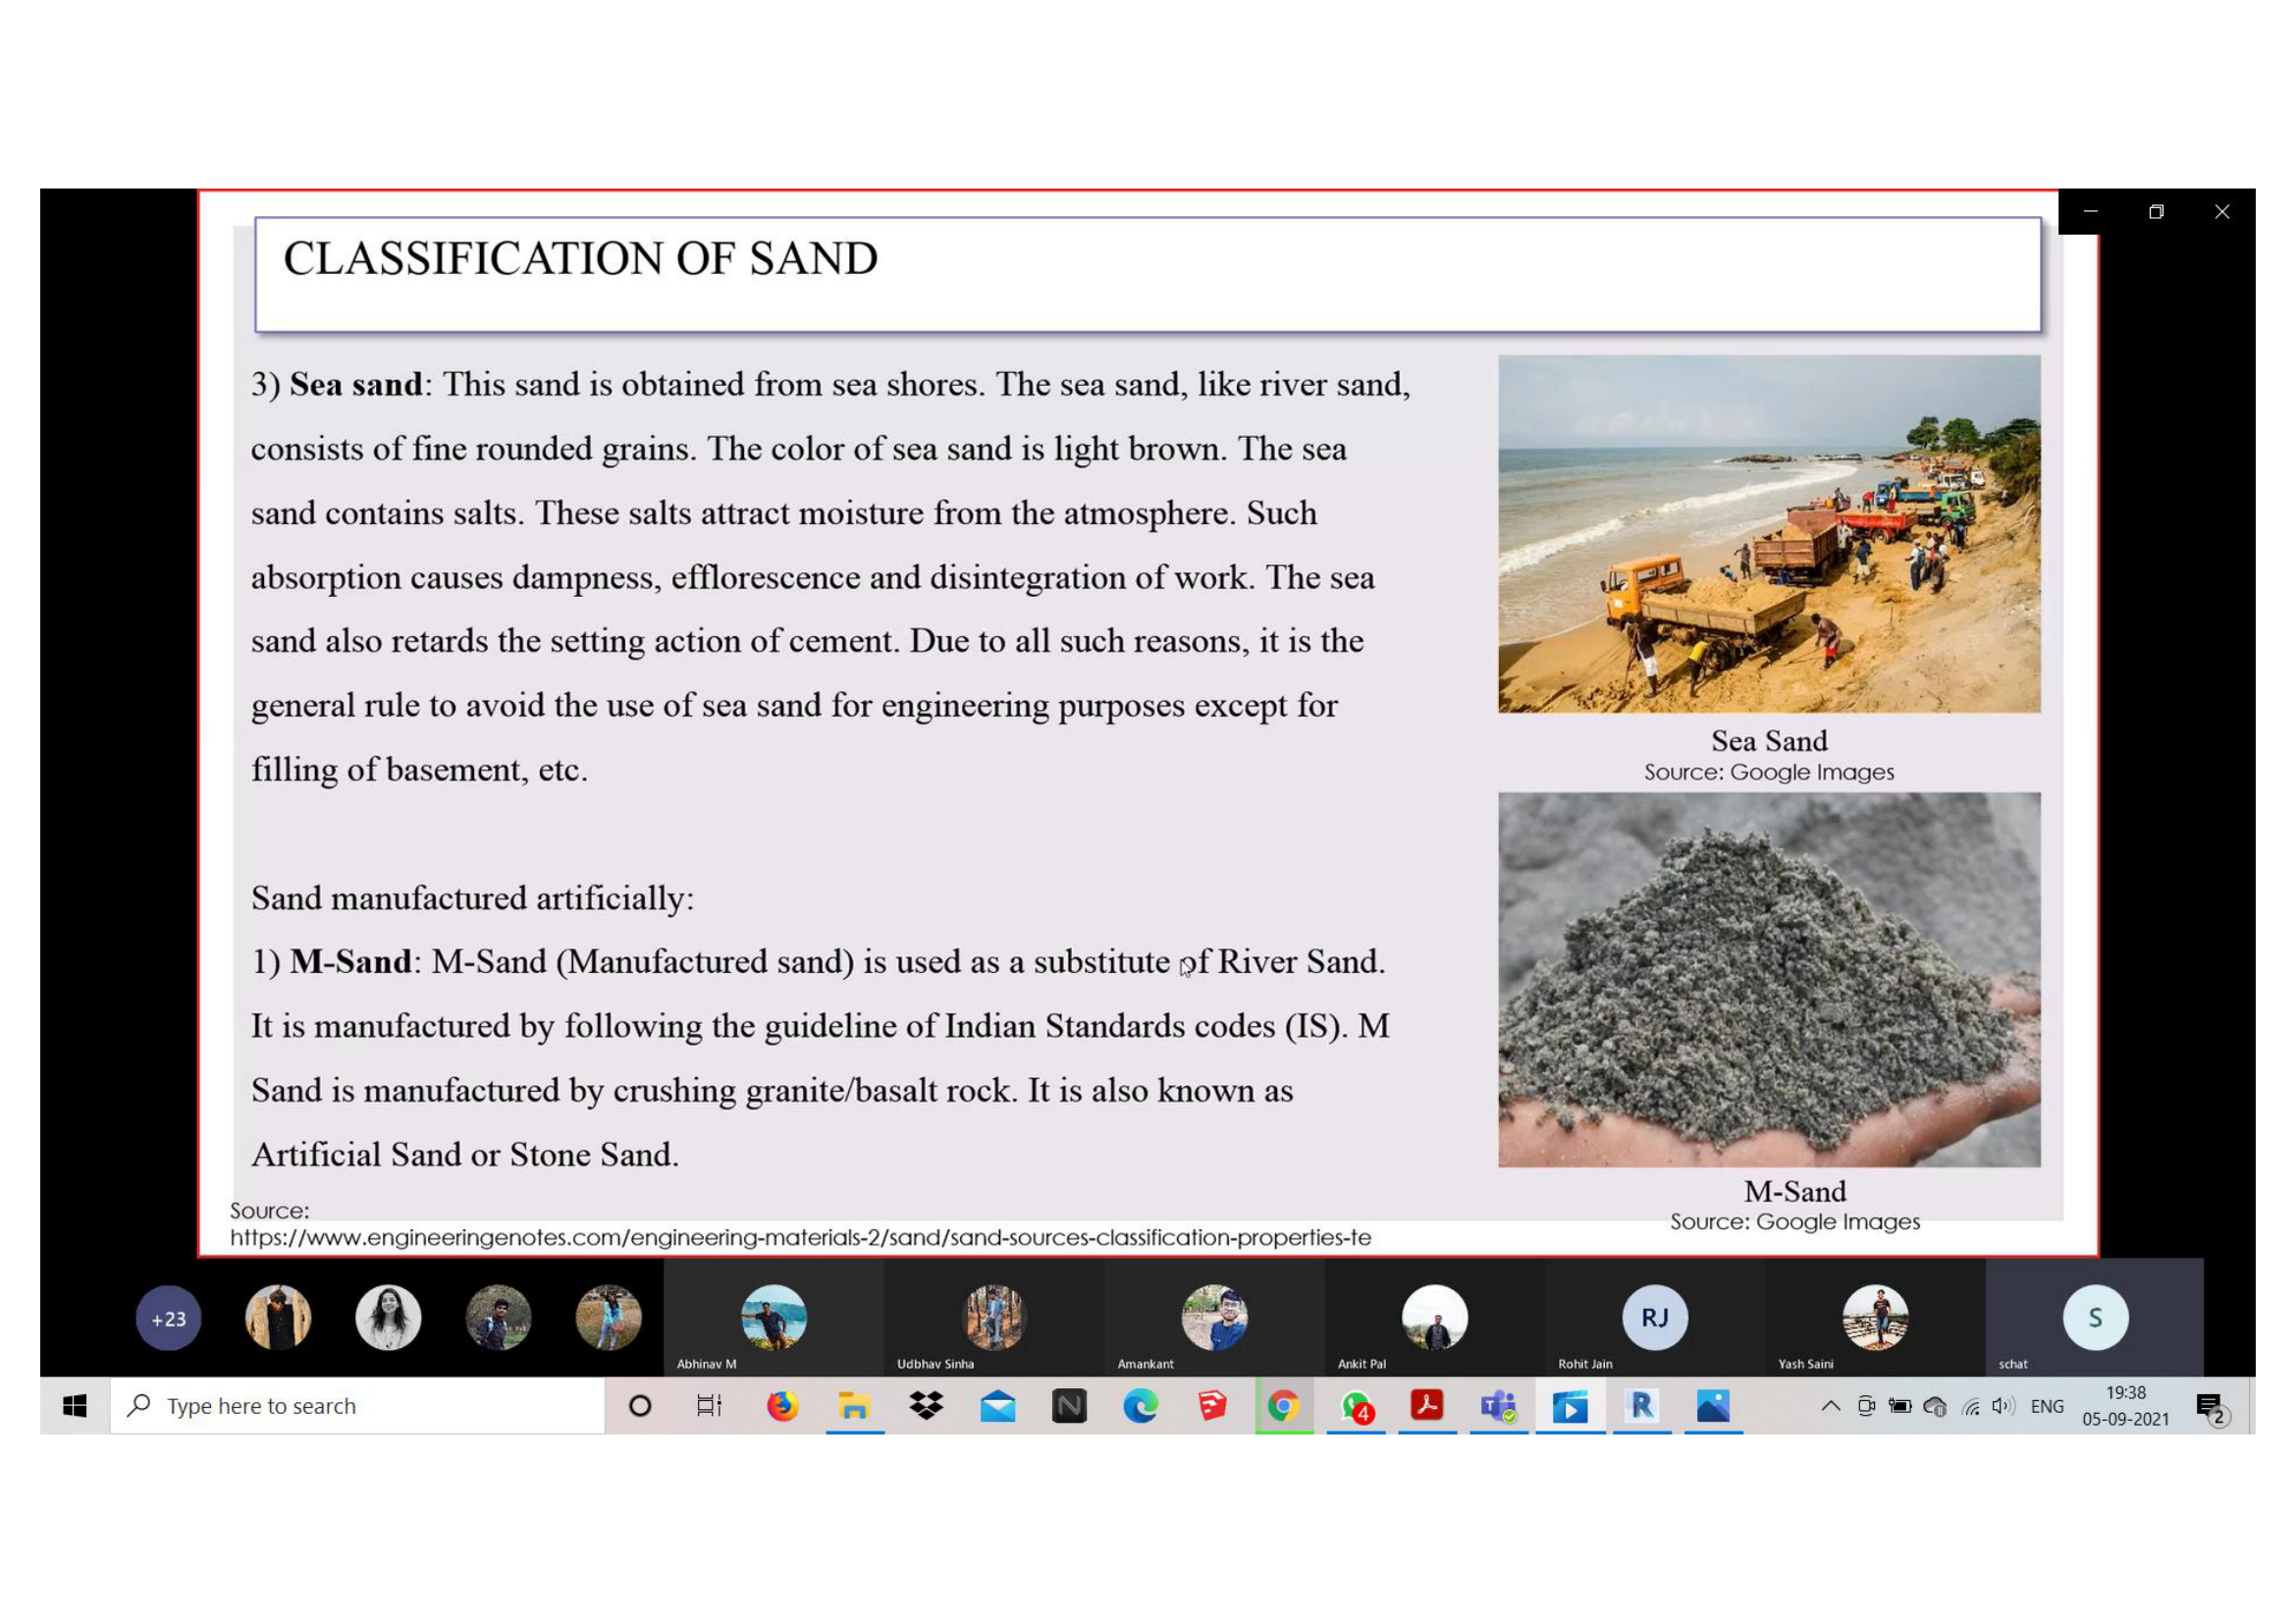 CLASSIFICATION OF SAND
3) Sea sand: This sand is obtained from sea shores. The sea sand, like river sand,
consists of fine rounded grains. The color of sea sand is light brown. The sea
sand contains salts. These salts attract moisture from the atmosphere. Such
absorption causes dampness, efflorescence and disintegration of work. The sea
sand also retards the setting action of cement. Due to all such reasons, it is the
general rule to avoid the use of sea sand for engineering purposes except for
filling of basement, etc.
Sand manufactured artificially:
1) M-Sand: M-Sand (Manufactured sand) is used as a substitute of River Sand.
It is manufactured by following the guideline of Indian Standards codes (IS). M
Sand is manufactured by crushing granite/basalt rock. It is also known as
Artificial Sand or Stone Sand.
Source:
https://www.engineeringenotes.com/engineering-materials-2/sand/sand-sources-classification-properties-te
Sea Sand
Source: Google Images
M-Sand
Source: Google Images
+23
Abhinav M
Udbhav Sinha
Amankant
Ankit Pal
RJ
Rohit Jain
Yash Saini
S
schat
Type here to search
N
4
T
R
ENG
19:38
05-09-2021
2